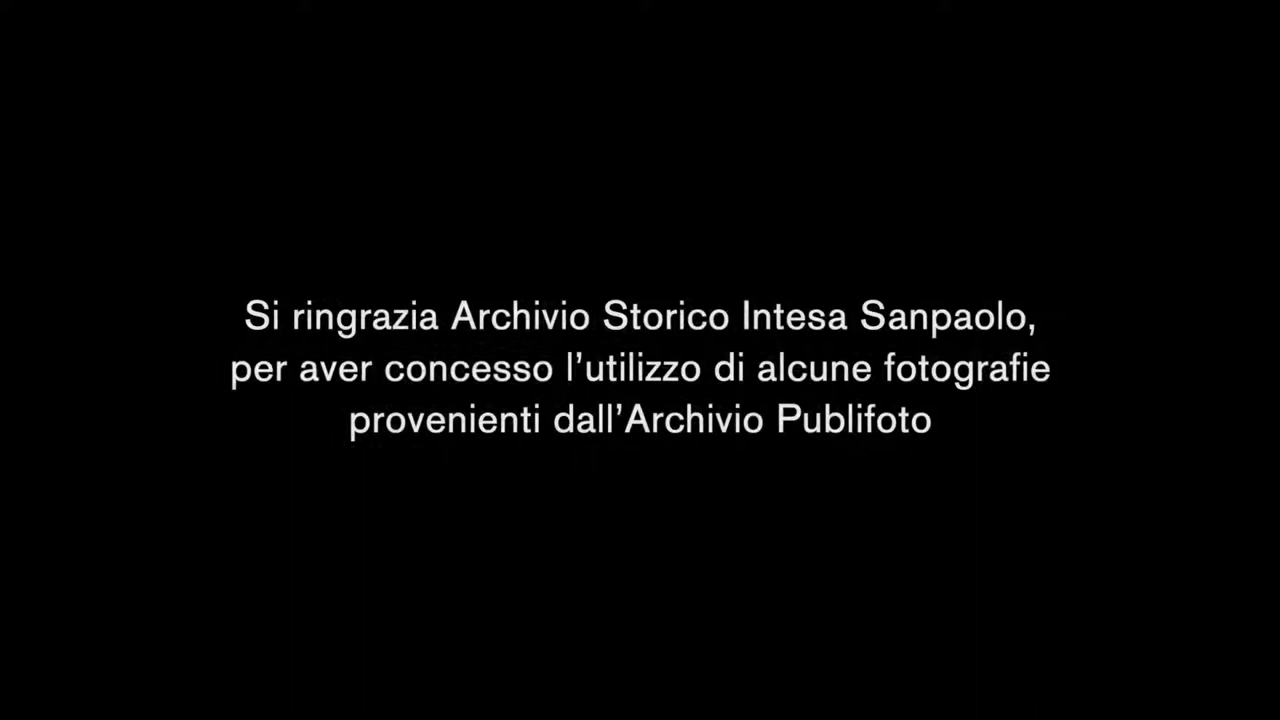 Si ringrazia Archivio Storico Intesa Sanpaolo,
per aver concesso l’utilizzo di alcune fotografie
provenienti dall’Archivio Publifoto